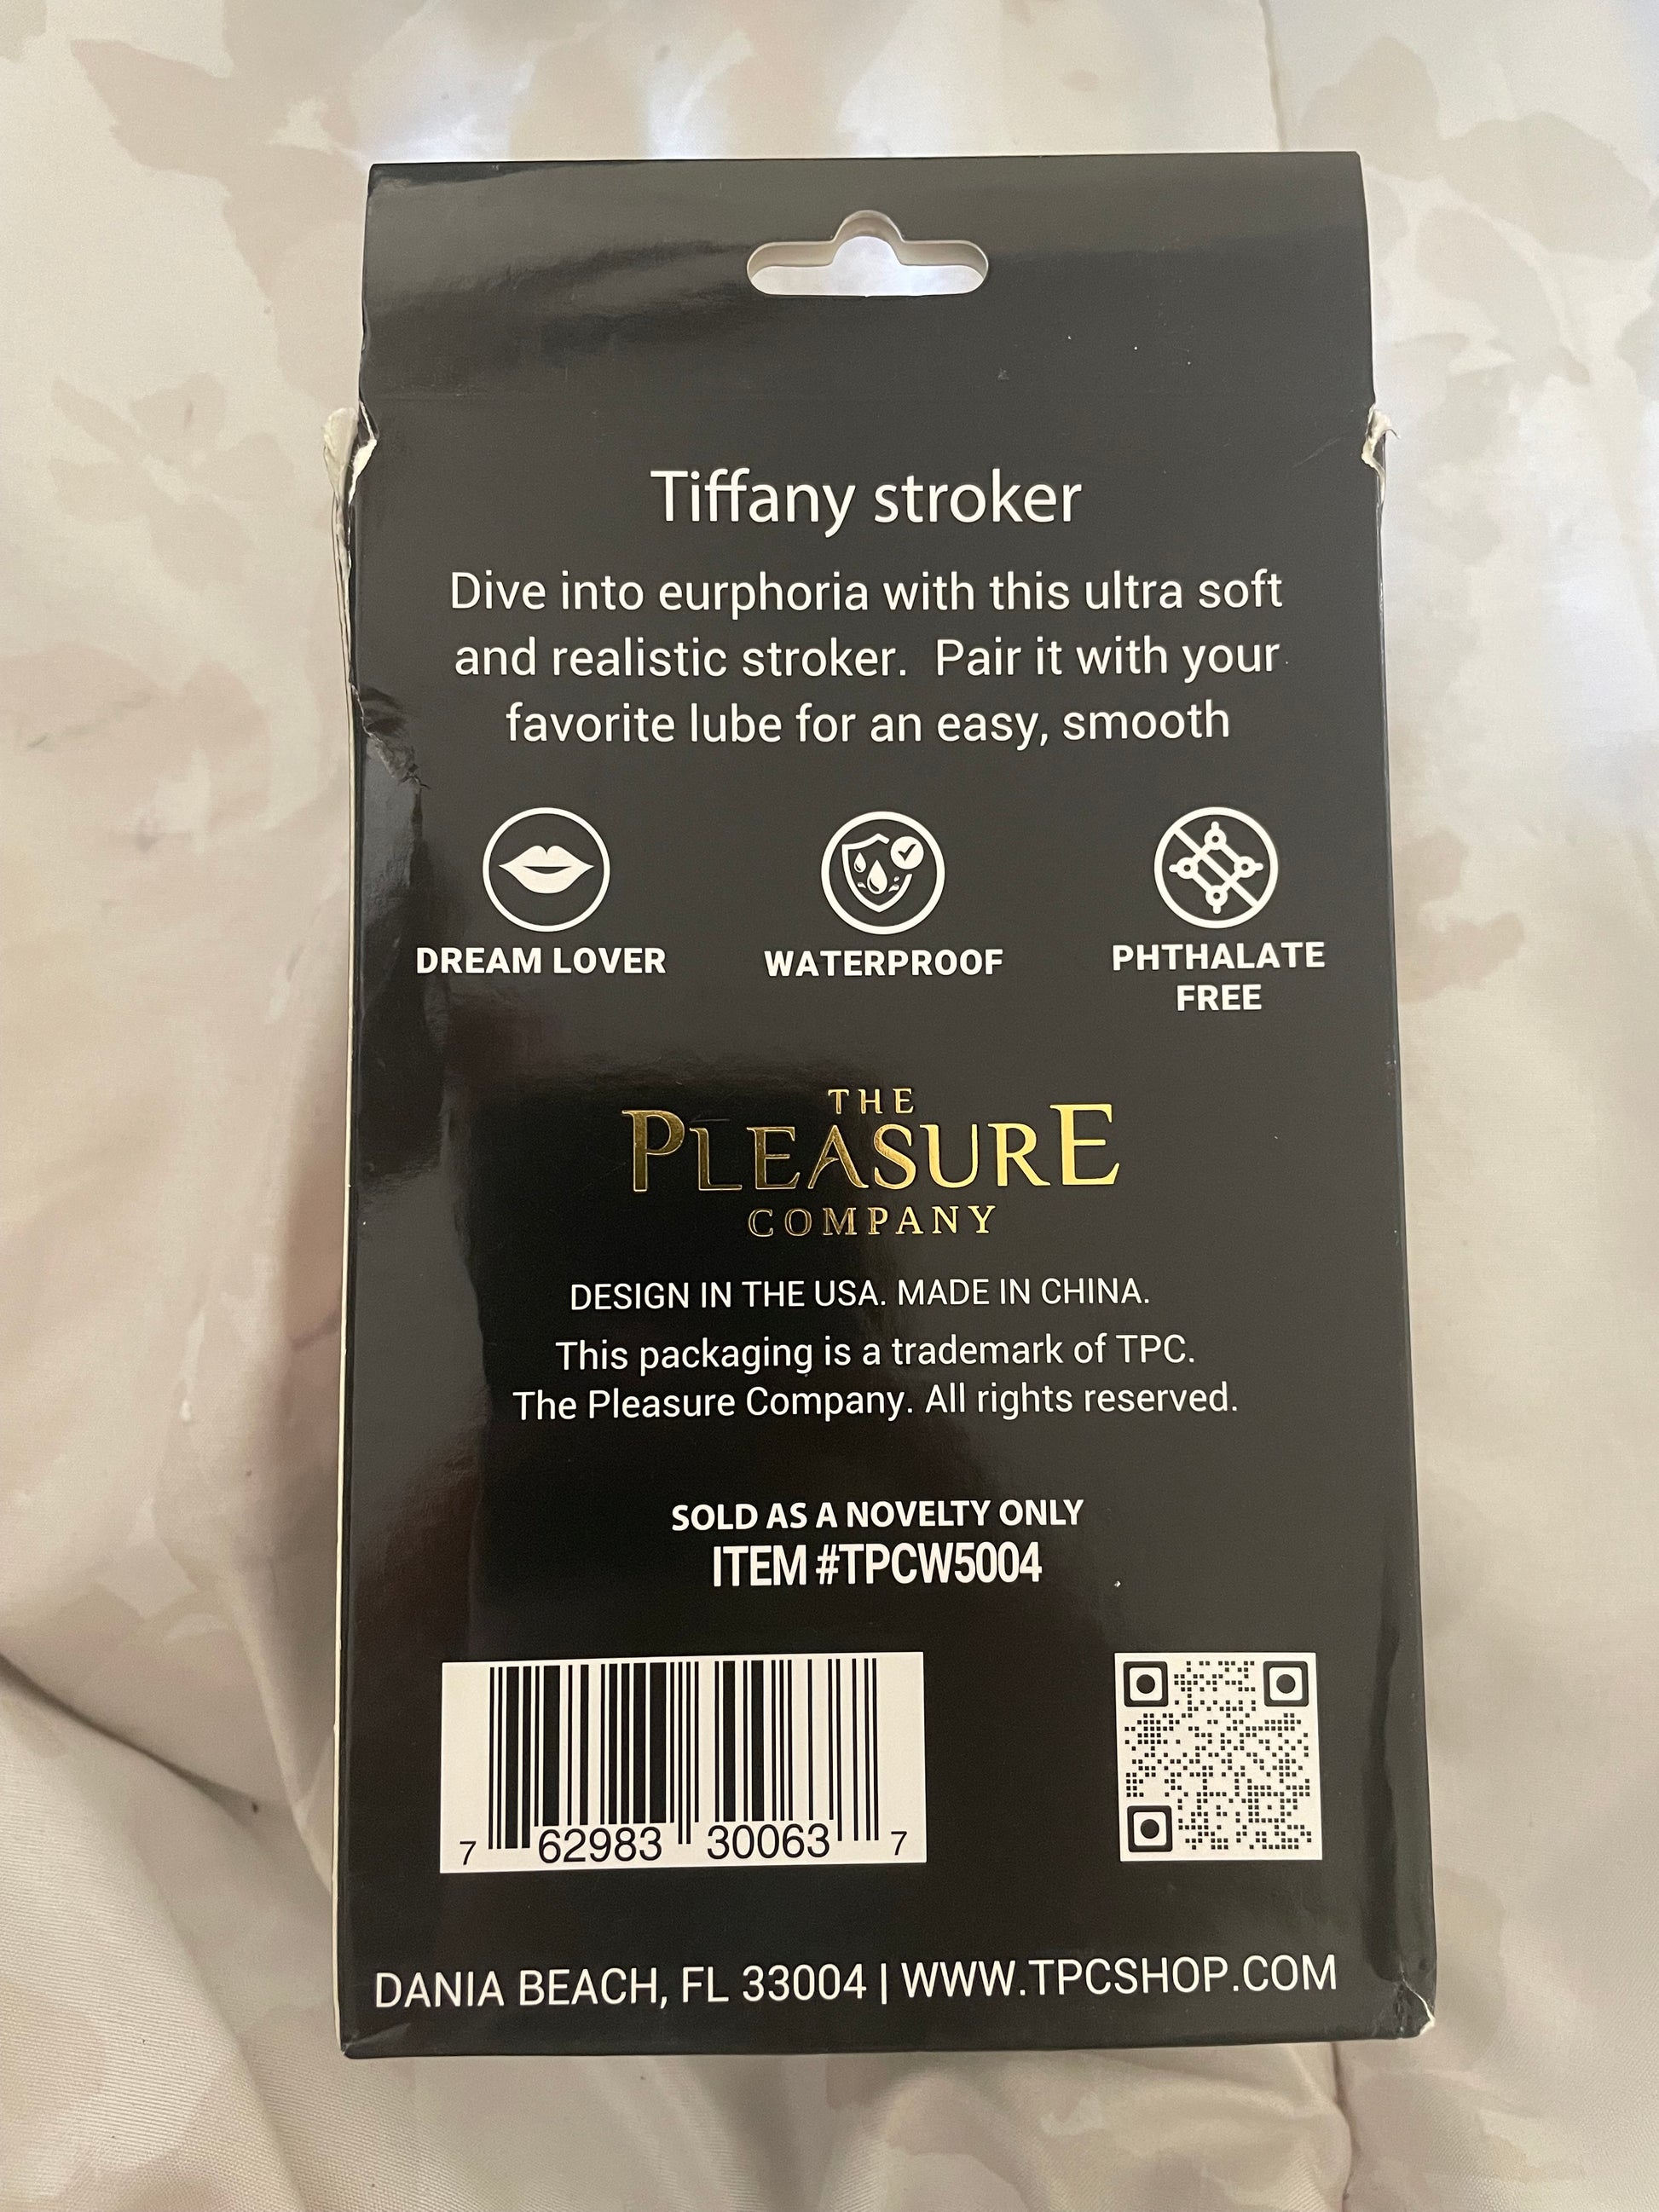 Tiffany stroker
Dive into eurphoria with this ultra soft
and realistic stroker. Pair it with your
favorite lube for an easy, smooth
DREAM LOVER
WATERPROOF
PHTHALATE
FREE
THE
PLEASURE
COMPANY
DESIGN IN THE USA. MADE IN CHINA.
This packaging is a trademark of TPC.
The Pleasure Company. All rights reserved.
SOLD AS A NOVELTY ONLY
ITEM #TPCW5004
7 62983 30063 7
DANIA BEACH, FL 33004 | WWW.TPCSHOP.COM